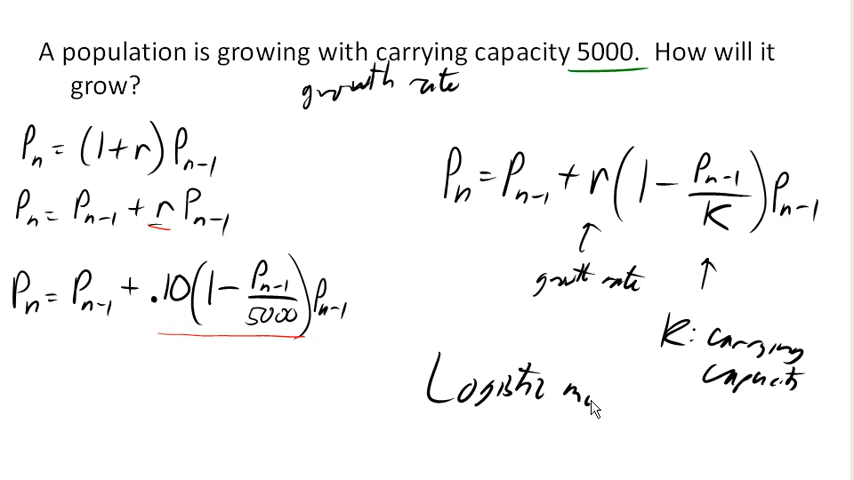 A population is growing with carrying capacity 5000. How will it
grow?
growth rate
Pₙ = (1+r)Pₙ₋₁
Pₙ = Pₙ₋₁ + r Pₙ₋₁
Pₙ = Pₙ₋₁ + .10(1 - Pₙ₋₁/5000)Pₙ₋₁
Pₙ = Pₙ₋₁ + r(1 - Pₙ₋₁/K)Pₙ₋₁
growth rate
K: carrying
capacity
Logistic m